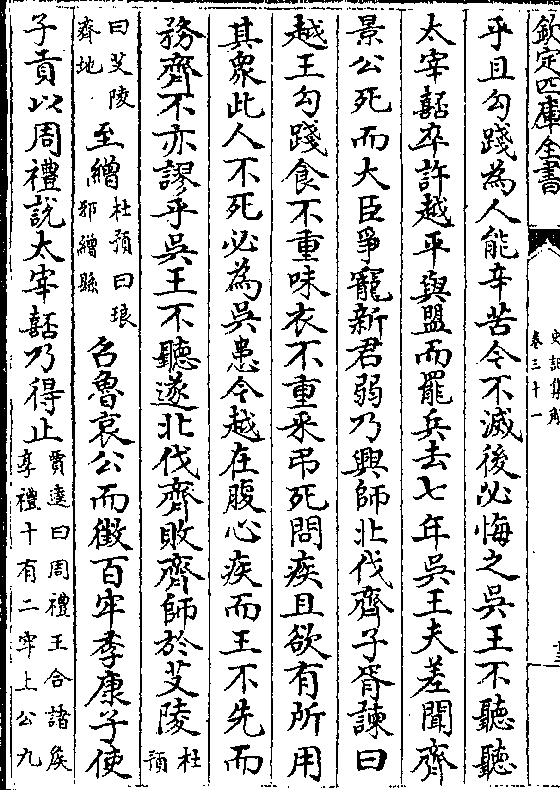 欽定四庫全書
史記集解
卷三十一
乎且勾踐為人能辛苦今不滅後必悔之吳王不聽聽
太宰嚭卒許越平與盟而罷兵去七年吳王夫差聞齊
景公死而大臣爭寵新君弱乃興師北伐齊子胥諫曰
越王勾踐食不重味衣不重采弔死問疾且欲有所用
其衆此人不死必為吳患今越在腹心疾而王不先而
務齊不亦謬乎吳王不聽遂北伐齊敗齊師於艾陵杜預
曰艾陵齊地至繒杜預曰琅邪繒縣召魯哀公而徵百牢季康子使
子貢以周禮說太宰嚭乃得止賈逵曰周禮王合諸侯享禮十有二牢上公九